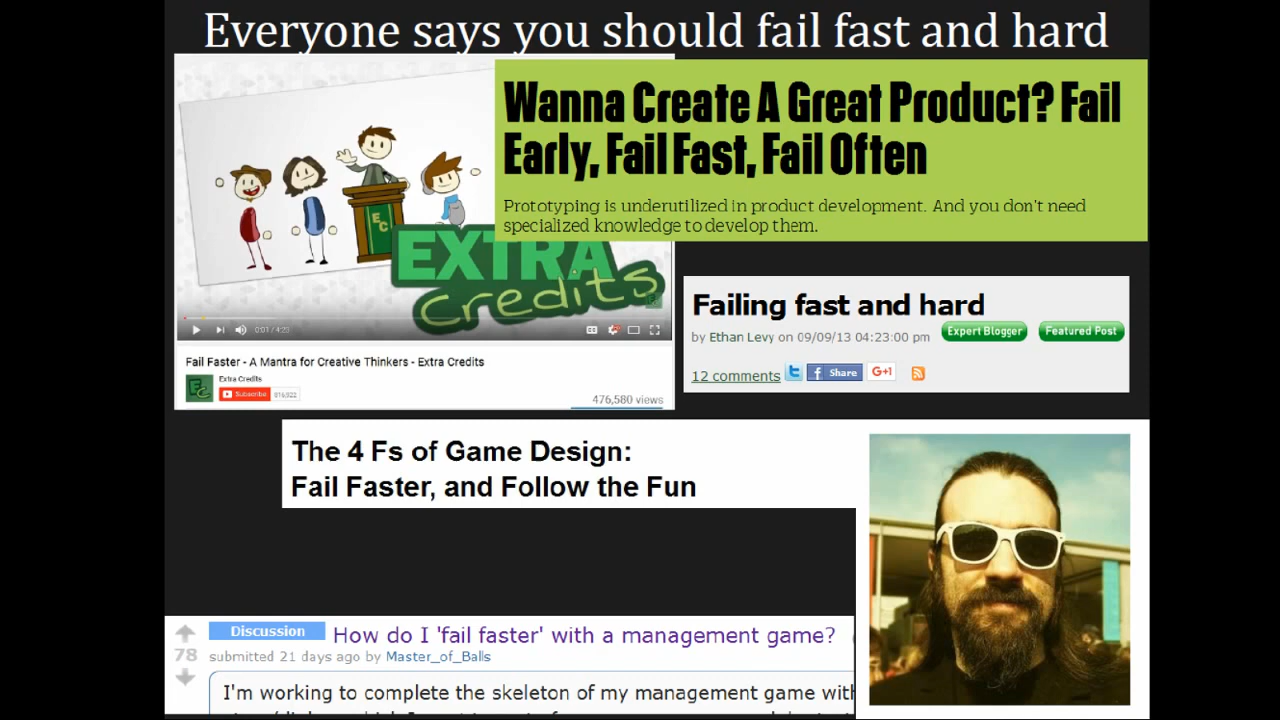 Everyone says you should fail fast and hard
Wanna Create A Great Product? Fail
Early, Fail Fast, Fail Often
Prototyping is underutilized in product development. And you don't need
specialized knowledge to develop them.
EC
EXTRA
Credits
0:01 / 4:23
Fail Faster - A Mantra for Creative Thinkers - Extra Credits
Extra Credits
Subscribe
476,580 views
Failing fast and hard
by Ethan Levy on 09/09/13 04:23:00 pm Expert Blogger Featured Post
12 comments Share G+1
The 4 Fs of Game Design:
Fail Faster, and Follow the Fun
Discussion How do I 'fail faster' with a management game?
78 submitted 21 days ago by Master_of_Balls
I'm working to complete the skeleton of my management game with